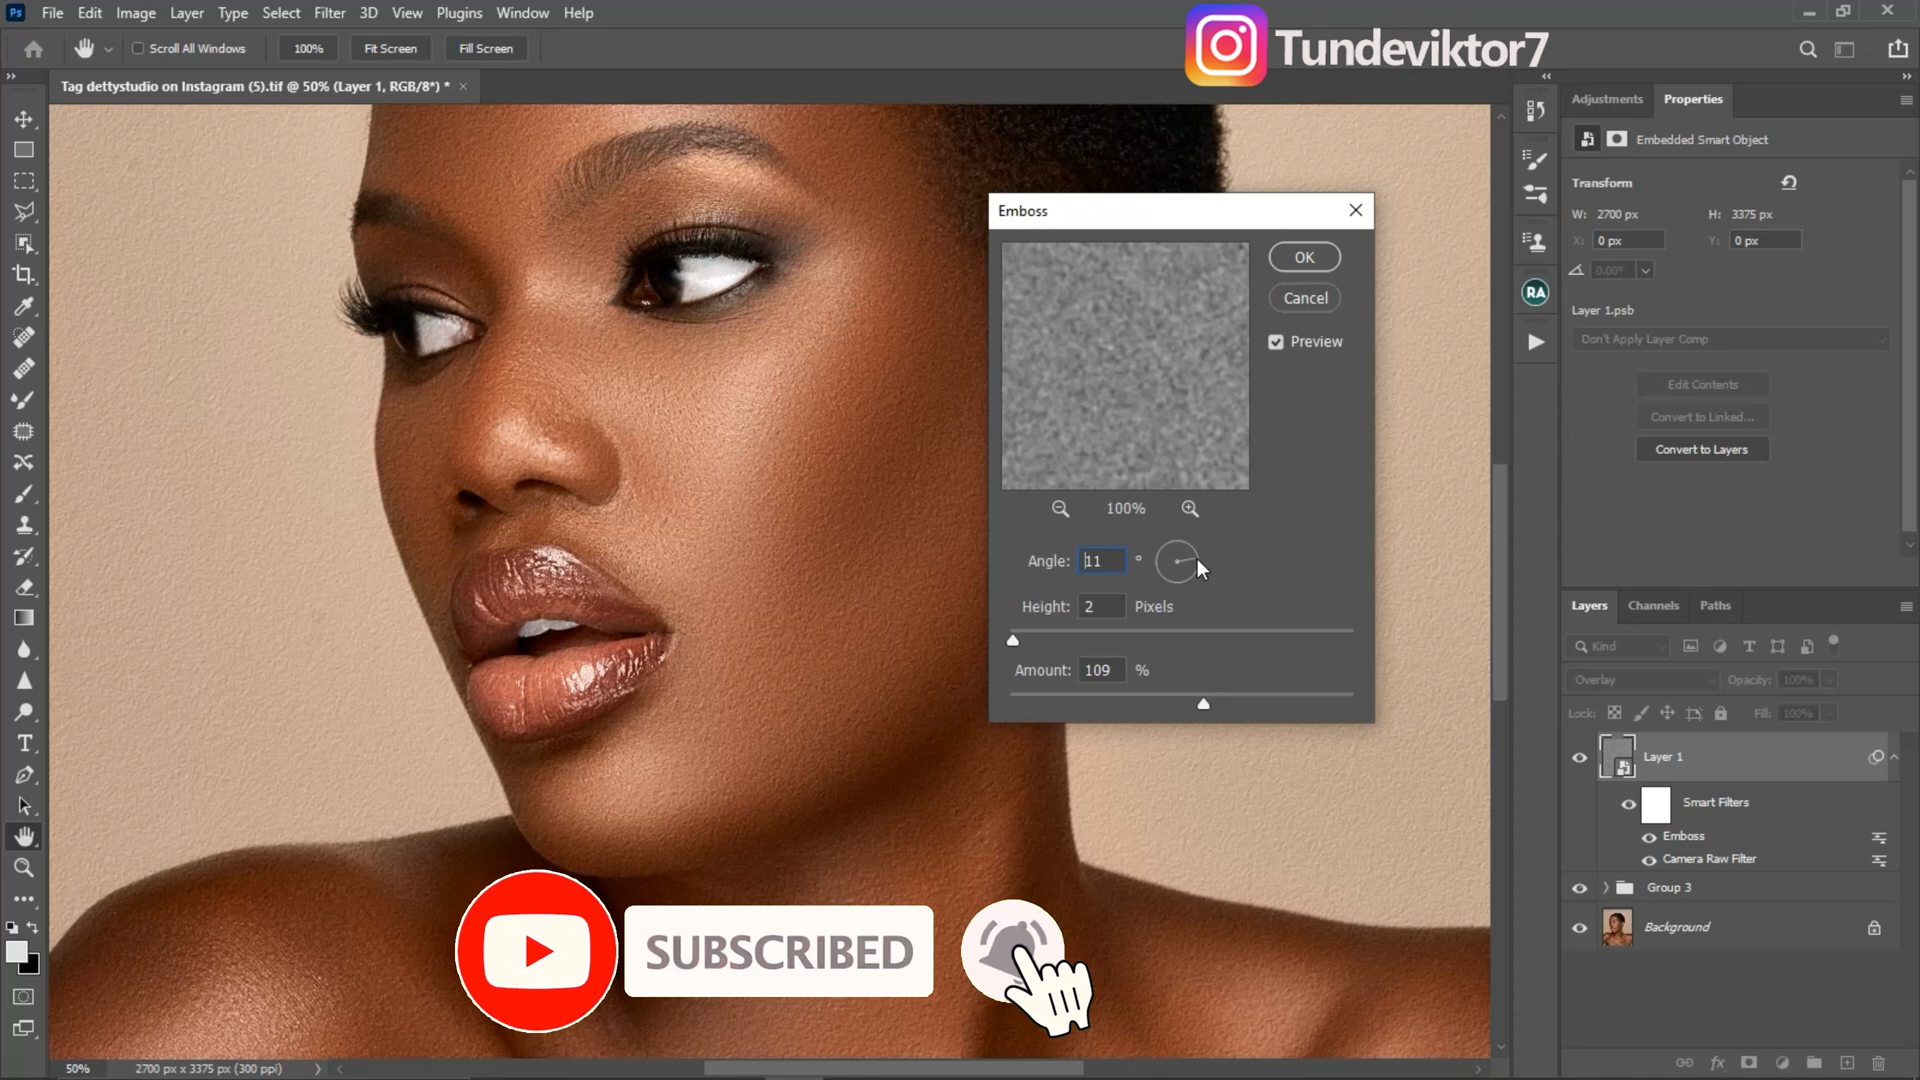 Ps File Edit Image Layer Type Select Filter 3D View Plugins Window Help
Scroll All Windows 100% Fit Screen Fill Screen
Tundeviktor7
Tag dettystudio on Instagram (5).tif @ 50% (Layer 1, RGB/8*) *
Adjustments Properties
Embedded Smart Object
Transform
W: 2700 px H: 3375 px
X: 0 px Y: 0 px
0.00°
RA
Layer 1.psb
Don't Apply Layer Comp
Edit Contents
Convert to Linked...
Convert to Layers
Emboss
OK
Cancel
Preview
100%
Angle: 11 °
Height: 2 Pixels
Amount: 109 %
Layers Channels Paths
Kind
Overlay Opacity: 100%
Lock: Fill: 100%
Layer 1
Smart Filters
Emboss
Camera Raw Filter
Group 3
Background
SUBSCRIBED
50% 2700 px x 3375 px (300 ppi)